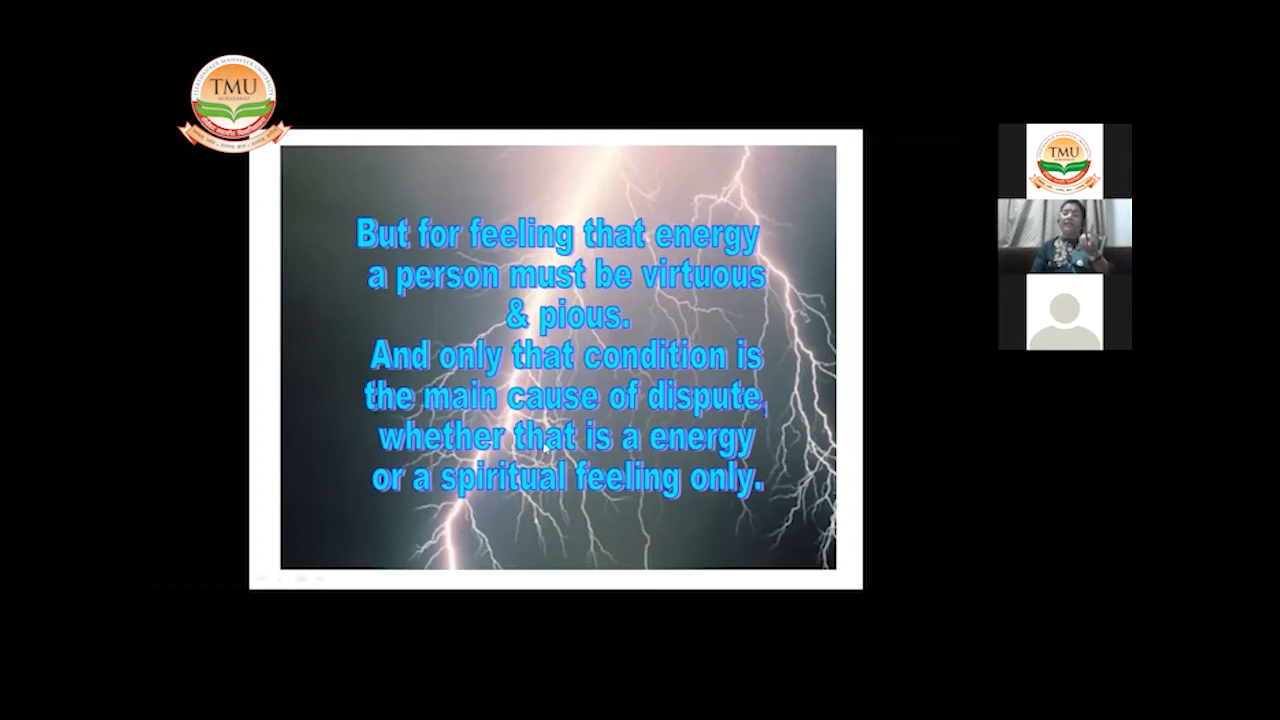 TMU
MORADABAD
But for feeling that energy
a person must be virtuous
& pious.
And only that condition is
the main cause of dispute,
whether that is a energy
or a spiritual feeling only.
TMU